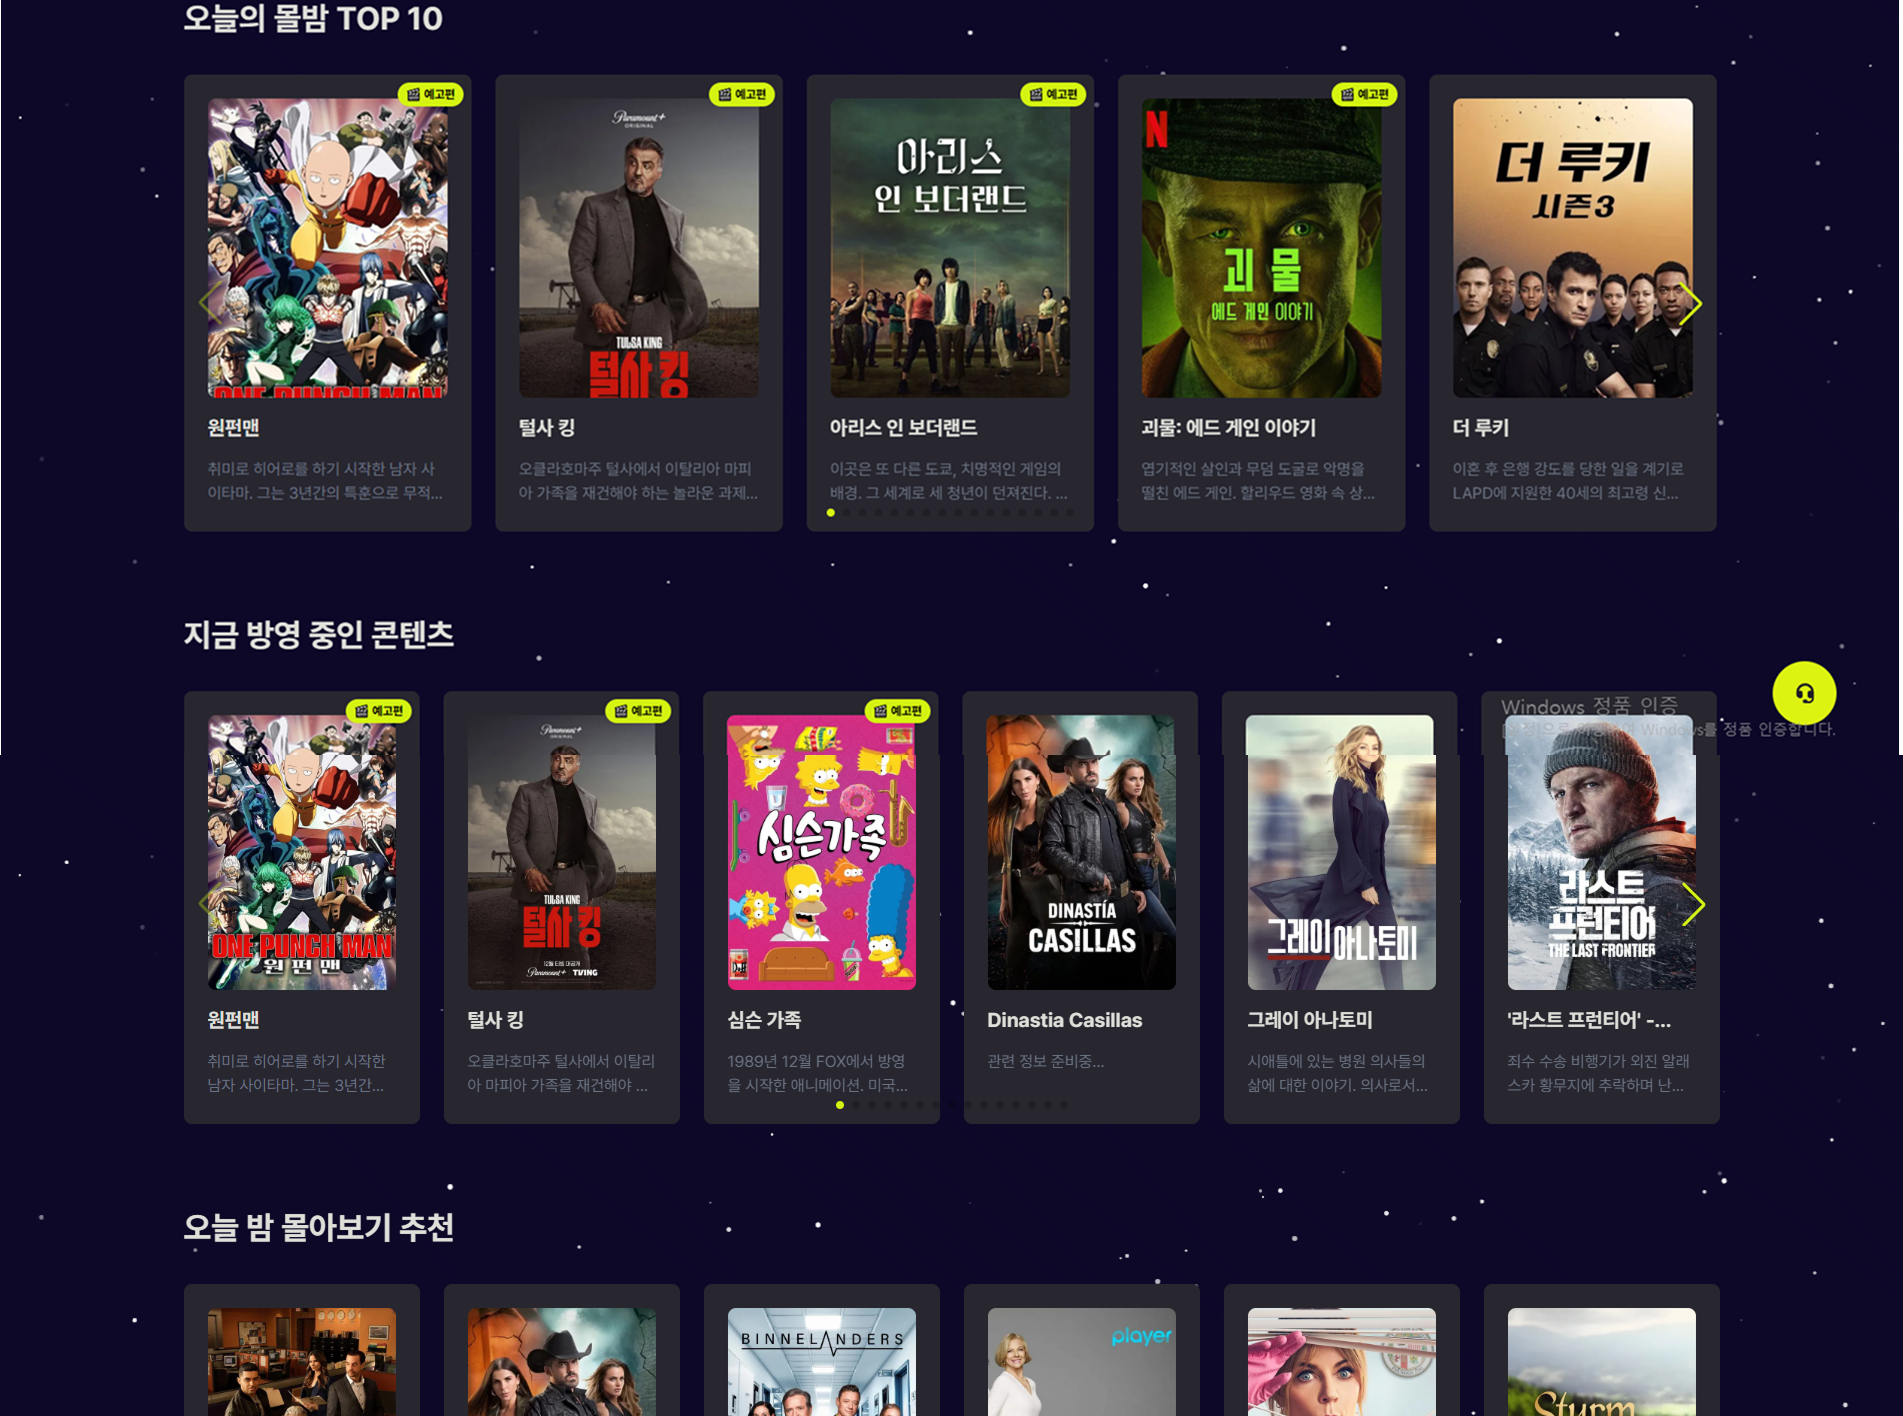 오늘의 몰밤 TOP 10
예고편
예고편
예고편
예고편
ONE PUNCH MAN
Paramount+
ORIGINAL
TULSA KING
털사 킹
아리스
인 보더랜드
N
괴물
에드 게인 이야기
더 루키
시즌3
원펀맨
털사 킹
아리스 인 보더랜드
괴물: 에드 게인 이야기
더 루키
취미로 히어로를 하기 시작한 남자 사
이타마. 그는 3년간의 특훈으로 무적...
오클라호마주 털사에서 이탈리아 마피
아 가족을 재건해야 하는 놀라운 과제...
이곳은 또 다른 도쿄, 치명적인 게임의
배경. 그 세계로 세 청년이 던져진다. ...
엽기적인 살인과 무덤 도굴로 악명을
떨친 에드 게인. 할리우드 영화 속 상...
이혼 후 은행 강도를 당한 일을 계기로
LAPD에 지원한 40세의 최고령 신...
지금 방영 중인 콘텐츠
예고편
예고편
예고편
Windows 정품 인증
Windows를 정품 인증합니다.
ONE PUNCH MAN
원펀맨
Paramount+
TULSA KING
털사 킹
Paramount+ TVING
심슨가족
DINASTÍA
CASILLAS
그레이 아나토미
라스트
프런티어
THE LAST FRONTIER
원펀맨
털사 킹
심슨 가족
Dinastia Casillas
그레이 아나토미
'라스트 프런티어' -...
취미로 히어로를 하기 시작한
남자 사이타마. 그는 3년간...
오클라호마주 털사에서 이탈리
아 마피아 가족을 재건해야 ...
1989년 12월 FOX에서 방영
을 시작한 애니메이션. 미국...
관련 정보 준비중...
시애틀에 있는 병원 의사들의
삶에 대한 이야기. 의사로서...
죄수 수송 비행기가 외진 알래
스카 황무지에 추락하며 난...
오늘 밤 몰아보기 추천
BINNELANDERS
player
Sturm